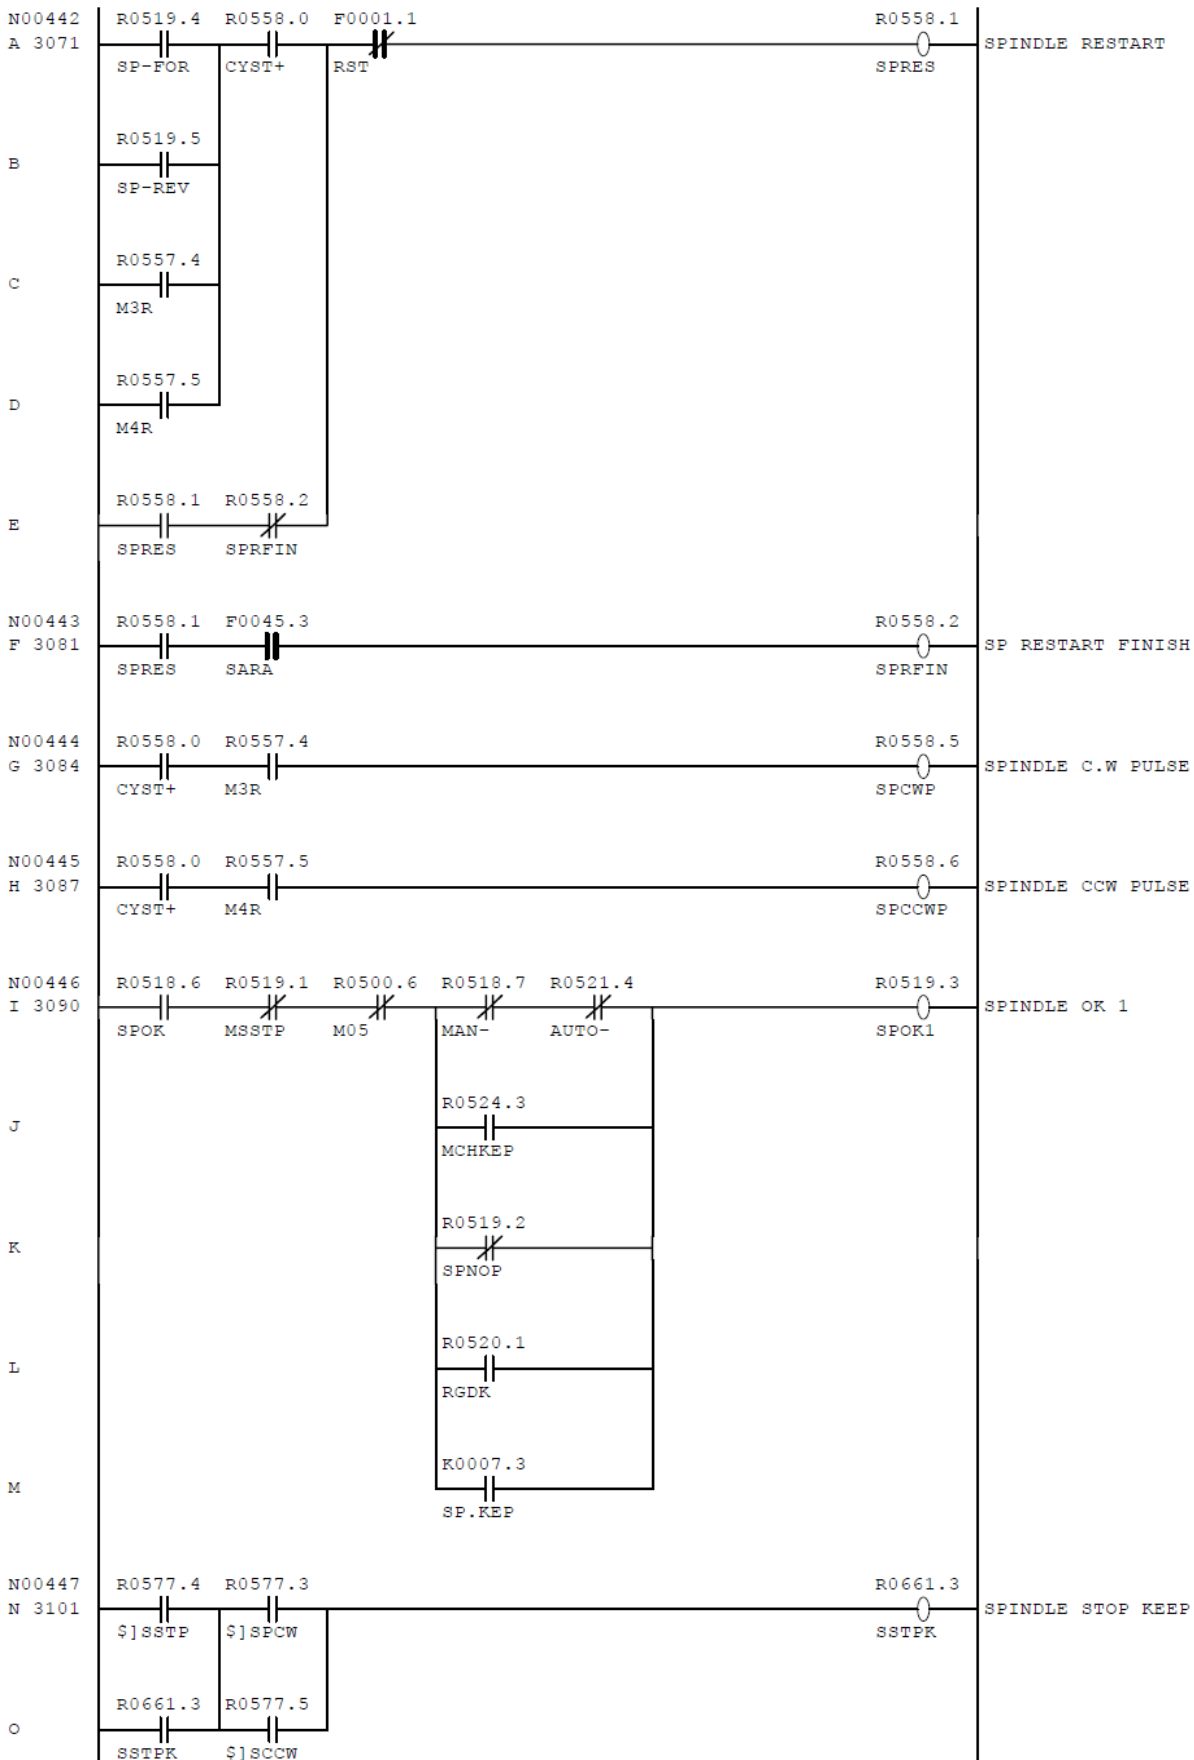 N00442 R0519.4 R0558.0 F0001.1 R0558.1
A 3071 SPINDLE RESTART
SP-FOR CYST+ RST SPRES
R0519.5
B
SP-REV
R0557.4
C
M3R
R0557.5
D
M4R
R0558.1 R0558.2
E
SPRES SPRFIN
N00443 R0558.1 F0045.3 R0558.2
F 3081 SP RESTART FINISH
SPRES SARA SPRFIN
N00444 R0558.0 R0557.4 R0558.5
G 3084 SPINDLE C.W PULSE
CYST+ M3R SPCWP
N00445 R0558.0 R0557.5 R0558.6
H 3087 SPINDLE CCW PULSE
CYST+ M4R SPCCWP
N00446 R0518.6 R0519.1 R0500.6 R0518.7 R0521.4 R0519.3
I 3090 SPINDLE OK 1
SPOK MSSTP M05 MAN- AUTO- SPOK1
R0524.3
J
MCHKEP
R0519.2
K
SPNOP
R0520.1
L
RGDK
K0007.3
M
SP.KEP
N00447 R0577.4 R0577.3 R0661.3
N 3101 SPINDLE STOP KEEP
$]SSTP $]SPCW SSTPK
R0661.3 R0577.5
O
SSTPK $]SCCW